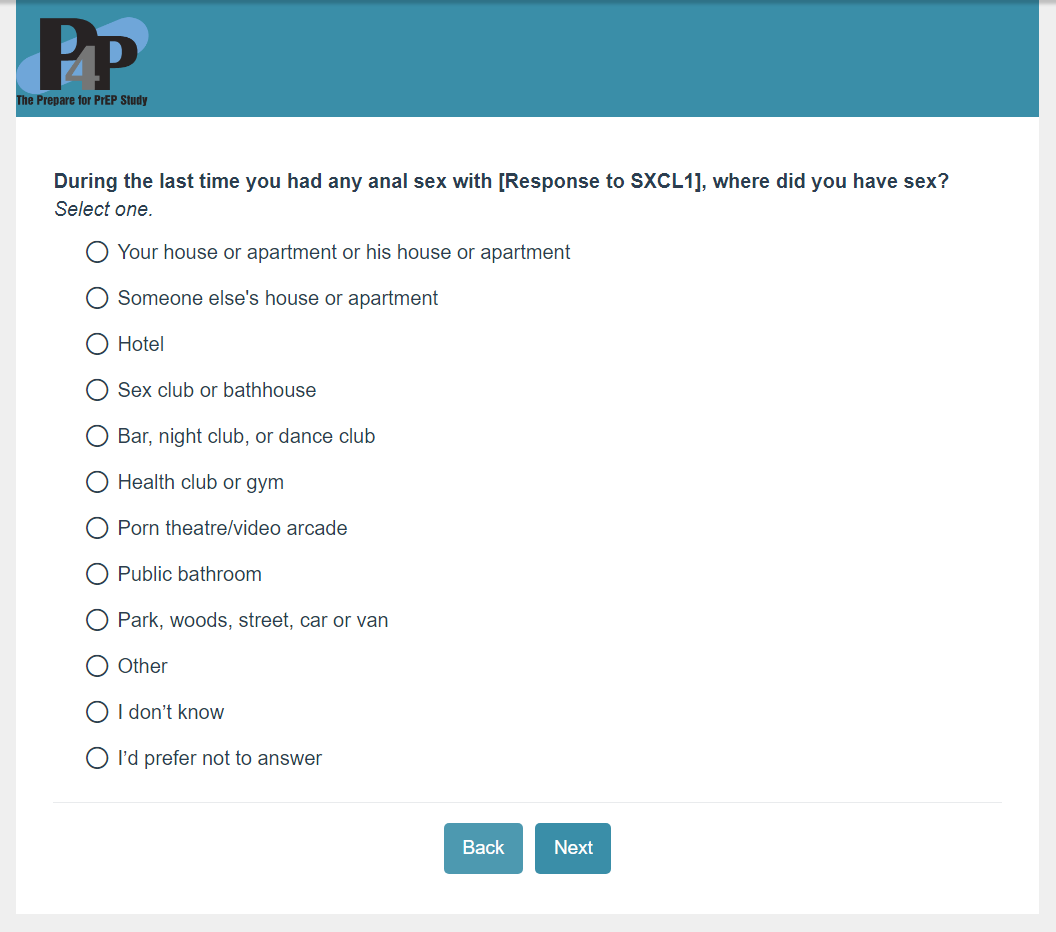 P4P
The Prepare for PrEP Study
During the last time you had any anal sex with [Response to SXCL1], where did you have sex?
Select one.
Your house or apartment or his house or apartment
Someone else's house or apartment
Hotel
Sex club or bathhouse
Bar, night club, or dance club
Health club or gym
Porn theatre/video arcade
Public bathroom
Park, woods, street, car or van
Other
I don’t know
I’d prefer not to answer
Back Next